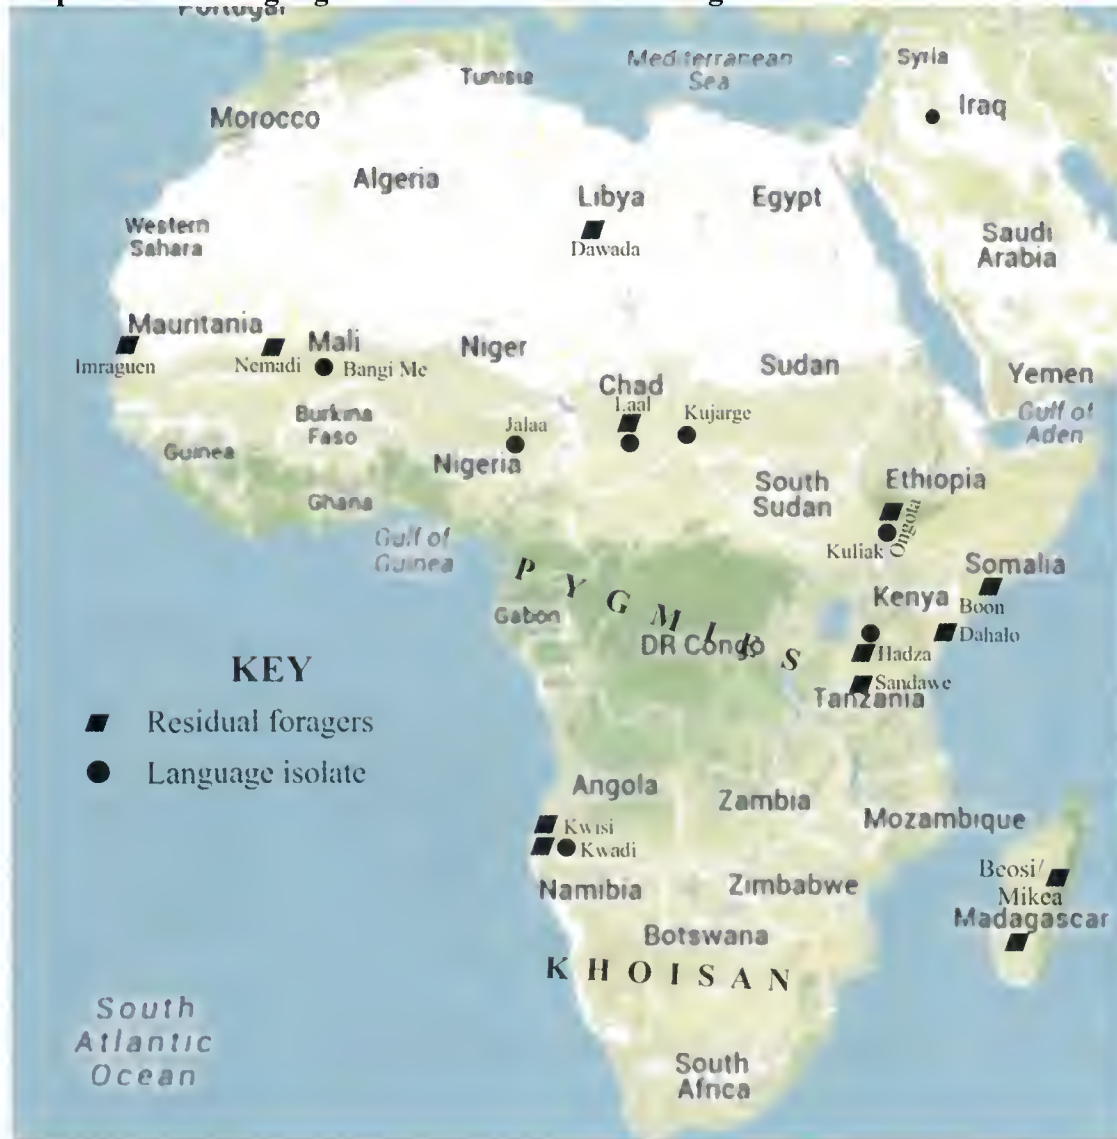 Portugal
Tunisia
Mediterranean
Sea
Syria
Iraq
Morocco
Algeria
Libya
Egypt
Dawada
Western
Sahara
Saudi
Arabia
Mauritania
Imraguen
Nemadi
Mali
Bangi Me
Niger
Chad
Laal
Kujarge
Sudan
Yemen
Gulf of
Aden
Burkina
Faso
Jalaa
Guinea
Nigeria
Ghana
South
Sudan
Ethiopia
Ongota
Kuliak
Gulf of
Guinea
Somalia
Boon
PYGMIES
Gabon
Kenya
Dahalo
DR Congo
Hadza
Sandawe
Tanzania
KEY
Residual foragers
Language isolate
Angola
Zambia
Mozambique
Kwisi
Kwadi
Namibia
Zimbabwe
Beosi/
Mikea
Madagascar
Botswana
KHOISAN
South
Atlantic
Ocean
South
Africa